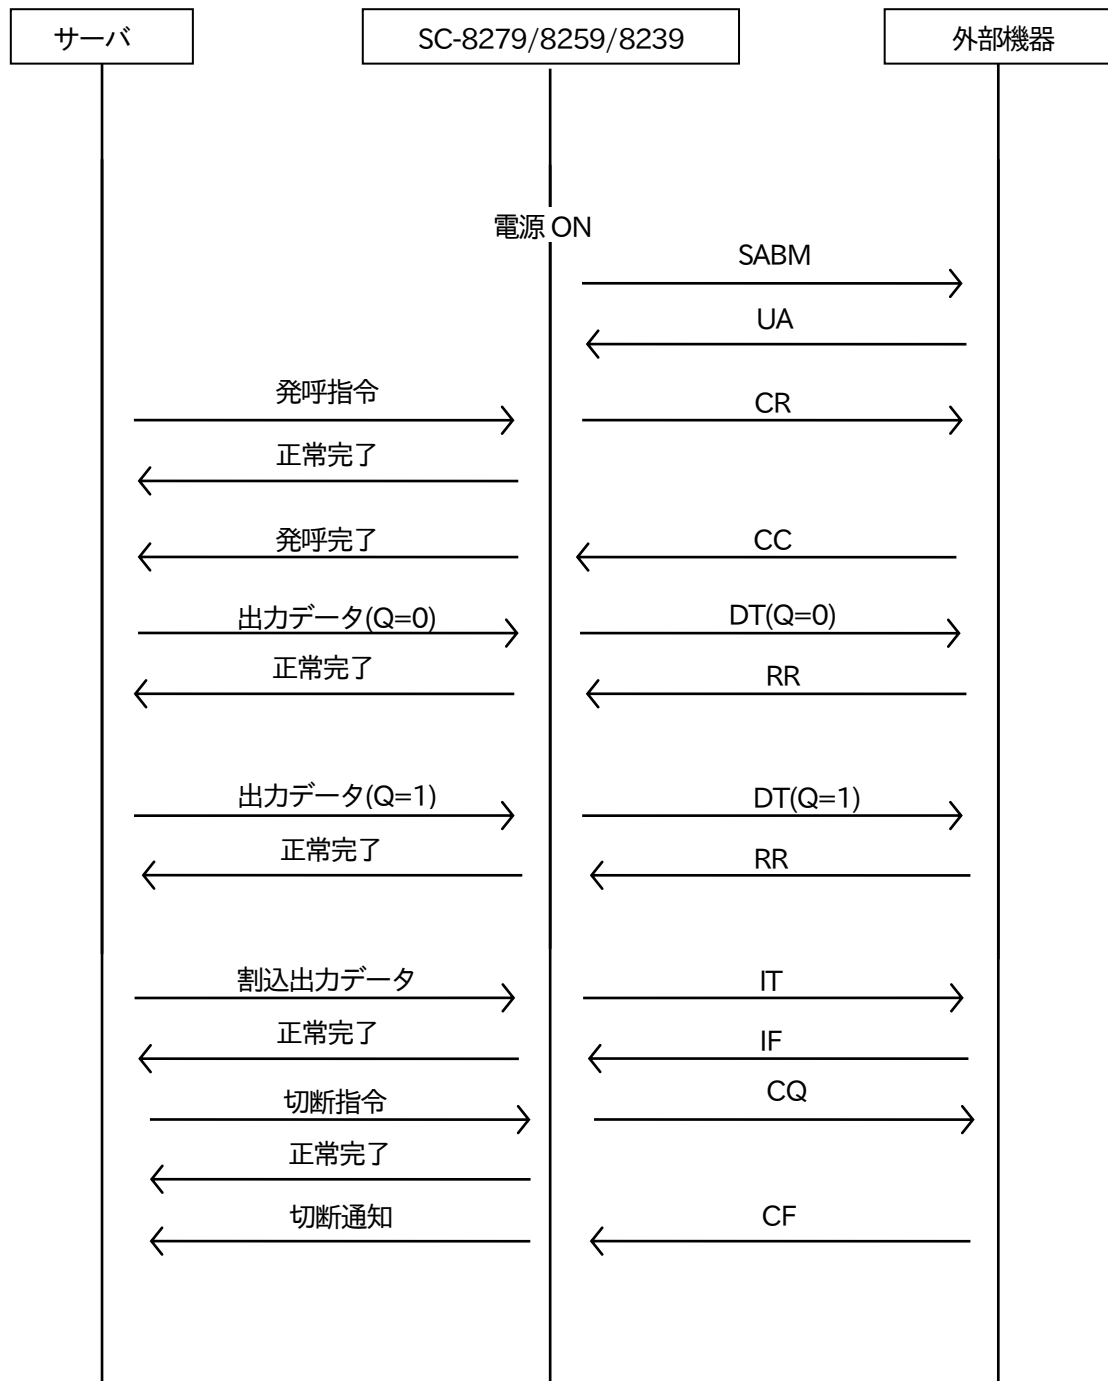 サーバ
SC-8279/8259/8239
外部機器
電源 ON
SABM
UA
発呼指令
CR
正常完了
発呼完了
CC
出力データ(Q=0)
DT(Q=0)
正常完了
RR
出力データ(Q=1)
DT(Q=1)
正常完了
RR
割込出力データ
IT
正常完了
IF
切断指令
CQ
正常完了
切断通知
CF